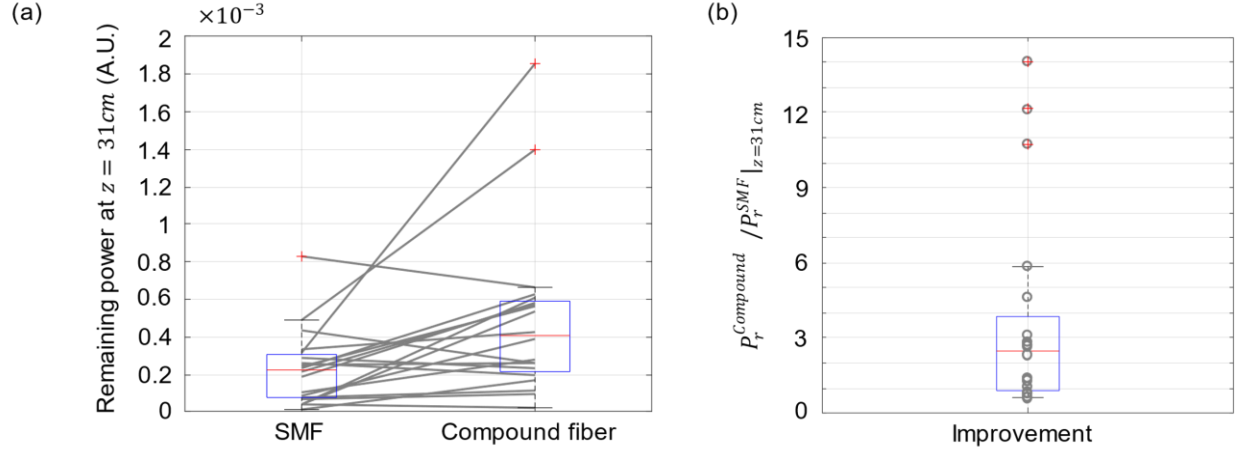 (a)
×10⁻³
Remaining power at z = 31cm (A.U.)
2
1.8
1.6
1.4
1.2
1
0.8
0.6
0.4
0.2
0
SMF
Compound fiber
(b)
P_r^{Compound} /P_r^{SMF}|_{z=31cm}
15
12
9
6
3
0
Improvement